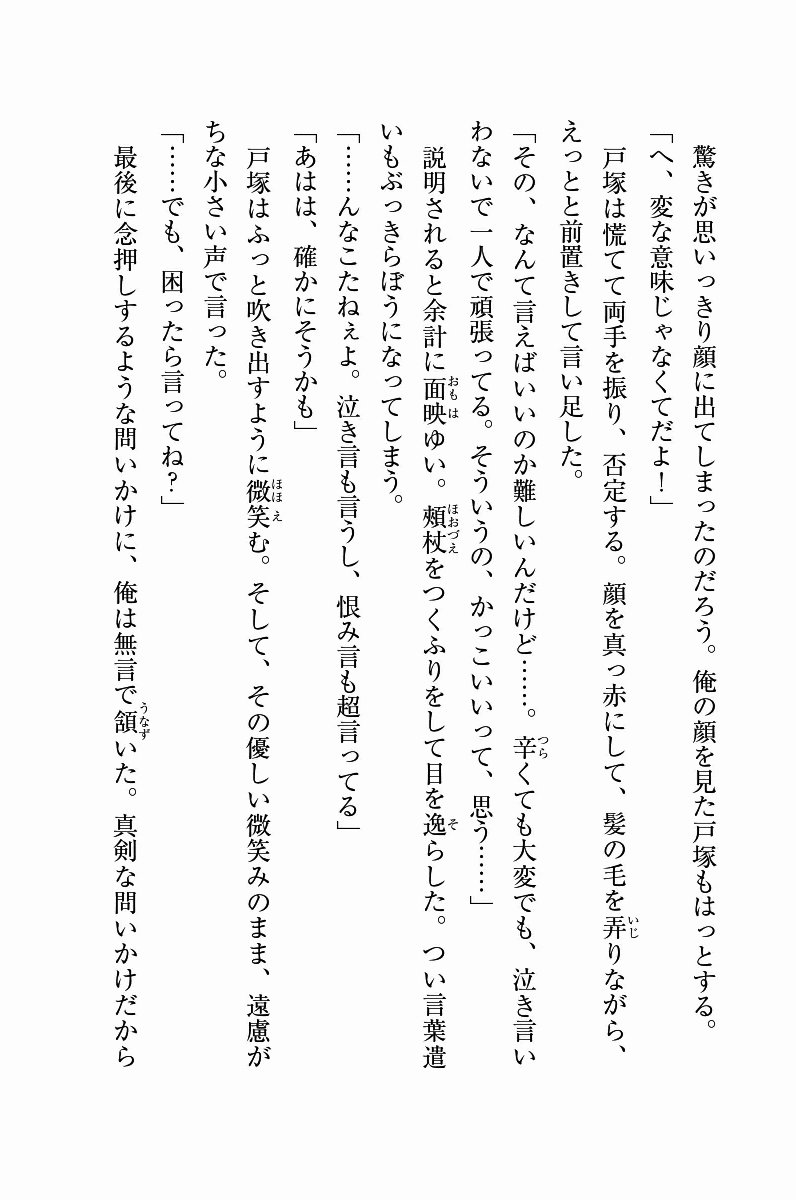 驚きが思いっきり顔に出てしまったのだろう。俺の顔を見た戸塚もはっとする。
「へ、変な意味じゃなくてだよ！」
　戸塚は慌てて両手を振り、否定する。顔を真っ赤にして、髪の毛を弄りながら、
えっとと前置きして言い足した。
「その、なんて言えばいいのか難しいんだけど……。辛くても大変でも、泣き言い
わないで一人で頑張ってる。そういうの、かっこいいって、思う……」
　説明されると余計に面映ゆい。頰杖をつくふりをして目を逸らした。つい言葉遣
いもぶっきらぼうになってしまう。
「……んなこたねぇよ。泣き言も言うし、恨み言も超言ってる」
「あはは、確かにそうかも」
　戸塚はふっと吹き出すように微笑む。そして、その優しい微笑みのまま、遠慮が
ちな小さい声で言った。
「……でも、困ったら言ってね？」
　最後に念押しするような問いかけに、俺は無言で頷いた。真剣な問いかけだから